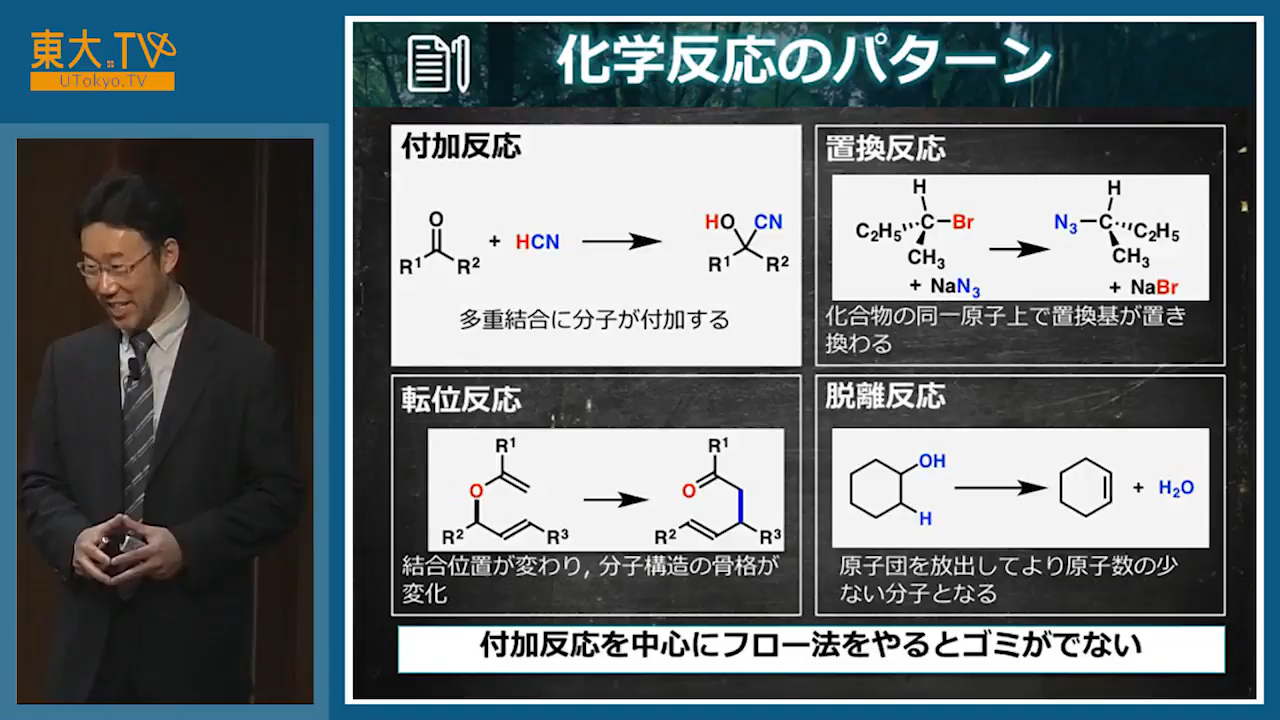 東大.TV
UTokyo.TV
化学反応のパターン
付加反応
O
R¹ R² + HCN
HO CN
R¹ R²
多重結合に分子が付加する
置換反応
H
C₂H₅ C Br
CH₃
+ NaN₃
H
N₃ C C₂H₅
CH₃
+ NaBr
化合物の同一原子上で置換基が置き
換わる
転位反応
R¹
O
R² R³
R¹
O
R² R³
結合位置が変わり, 分子構造の骨格が
変化
脱離反応
OH
H
+ H₂O
原子団を放出してより原子数の少
ない分子となる
付加反応を中心にフロー法をやるとゴミがでない